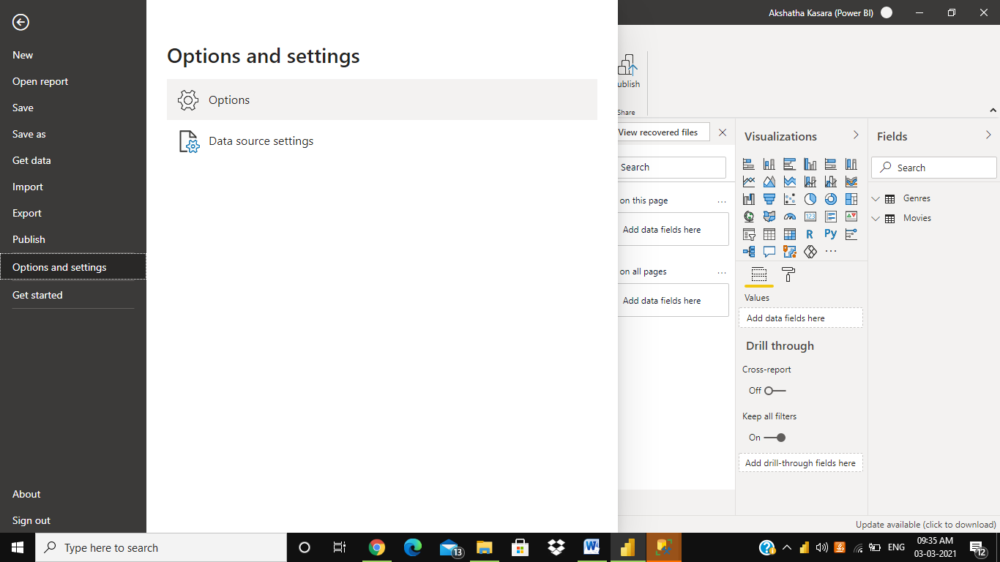 Akshatha Kasara (Power BI)
New
Open report
Save
Save as
Get data
Import
Export
Publish
Options and settings
Get started
About
Sign out
Options and settings
Options
Data source settings
ublish
Share
View recovered files
Search
on this page
...
Add data fields here
on all pages
...
Add data fields here
Visualizations
123
R
Py
...
Values
Add data fields here
Drill through
Cross-report
Off
Keep all filters
On
Add drill-through fields here
Fields
Search
Genres
Movies
Update available (click to download)
Type here to search
13
W
ENG
09:35 AM
03-03-2021
12